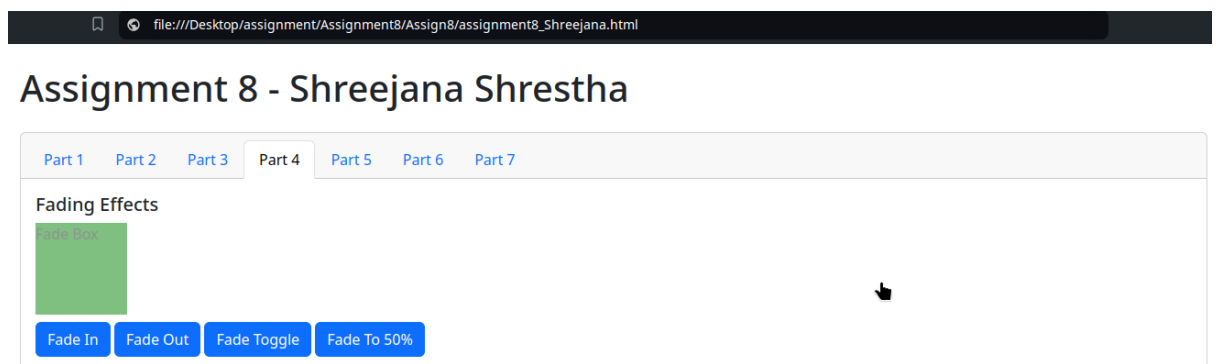 file:///Desktop/assignment/Assignment8/Assign8/assignment8_Shreejana.html
Assignment 8 - Shreejana Shrestha
Part 1 Part 2 Part 3 Part 4 Part 5 Part 6 Part 7
Fading Effects
Fade Box
Fade In Fade Out Fade Toggle Fade To 50%